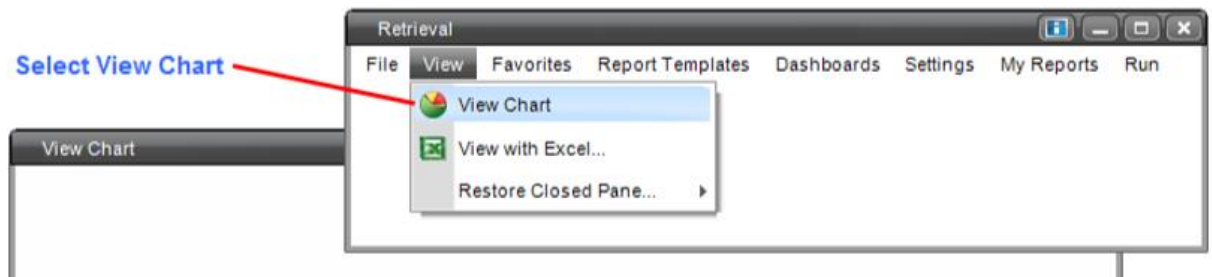 Retrieval
Select View Chart
File View Favorites Report Templates Dashboards Settings My Reports Run
View Chart
View with Excel...
Restore Closed Pane...
View Chart